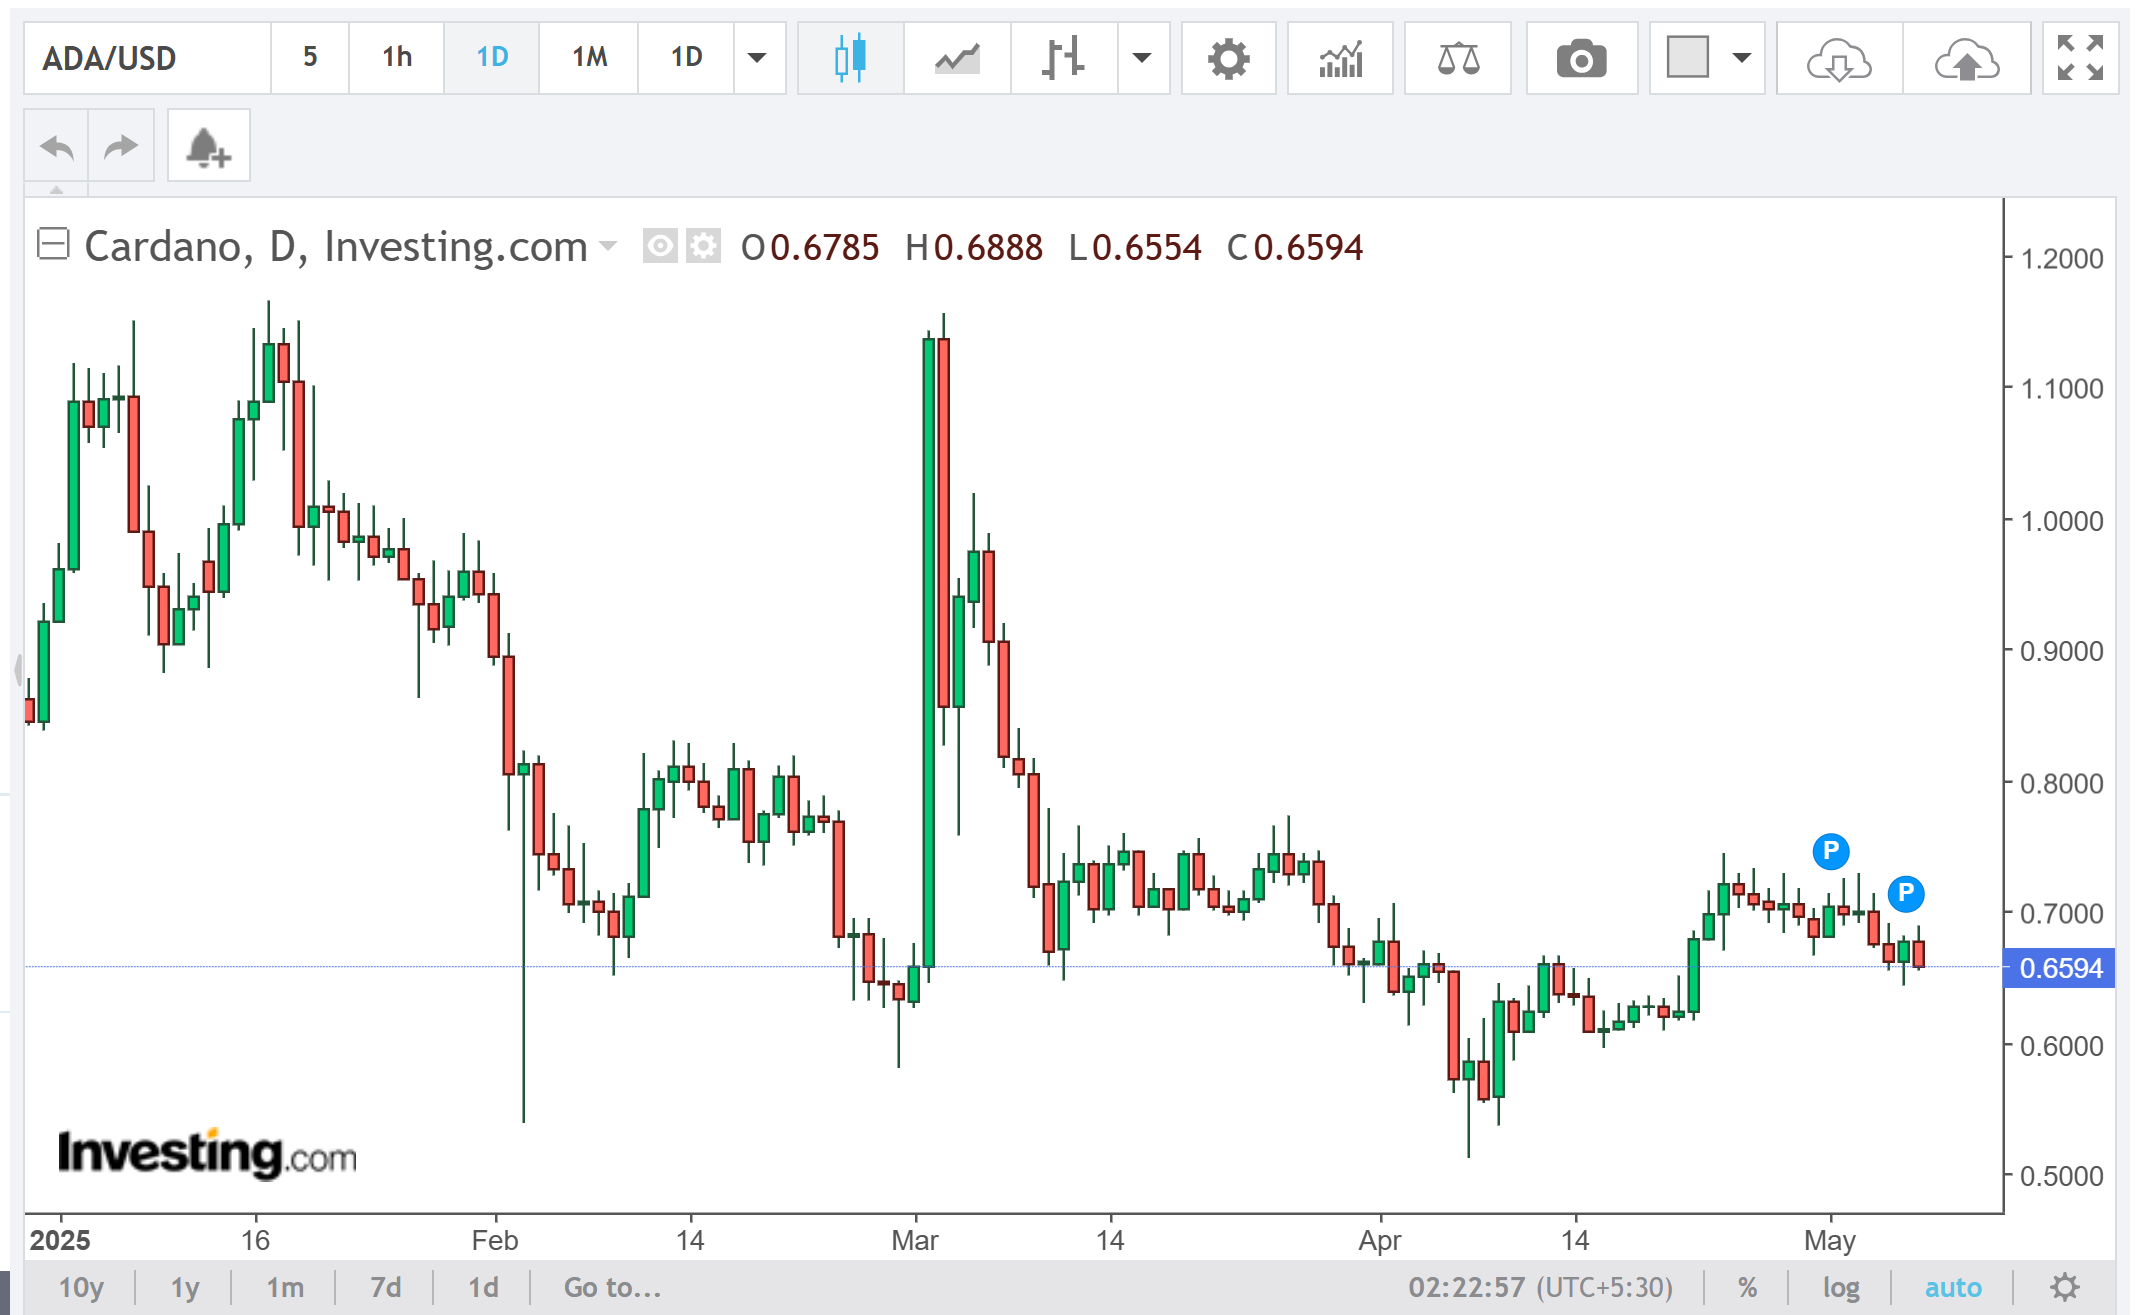 ADA/USD 5 1h 1D 1M 1D
Cardano, D, Investing.com O0.6785 H0.6888 L0.6554 C0.6594
1.2000
1.1000
1.0000
0.9000
0.8000
P
P
0.7000
0.6594
0.6000
Investing.com
0.5000
2025 16 Feb 14 Mar 14 Apr 14 May
10y 1y 1m 7d 1d Go to... 02:22:57 (UTC+5:30) % log auto